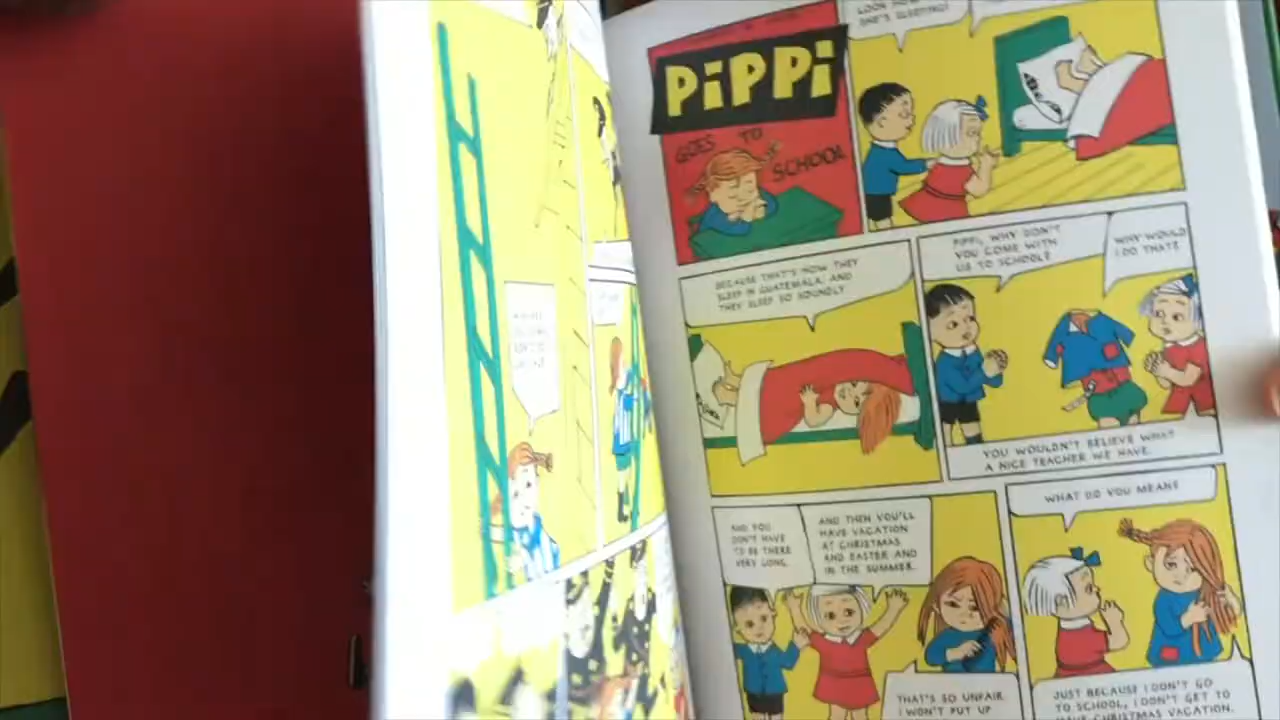 PiPPi
GOES TO
SCHOOL
LOOK HOW
SHE'S SLEEPING!
BECAUSE THAT'S HOW THEY
SLEEP IN GUATEMALA. AND
THEY SLEEP SO SOUNDLY
PIPPI, WHY DON'T
YOU COME WITH
US TO SCHOOL?
WHY WOULD
I DO THAT?
YOU WOULDN'T BELIEVE WHAT
A NICE TEACHER WE HAVE.
AND YOU
DON'T HAVE
TO BE THERE
VERY LONG.
AND THEN YOU'LL
HAVE VACATION
AT CHRISTMAS
AND EASTER AND
IN THE SUMMER.
THAT'S SO UNFAIR
I WON'T PUT UP
WHAT DO YOU MEAN?
JUST BECAUSE I DON'T GO
TO SCHOOL, I DON'T GET TO
HAVE CHRISTMAS VACATION.